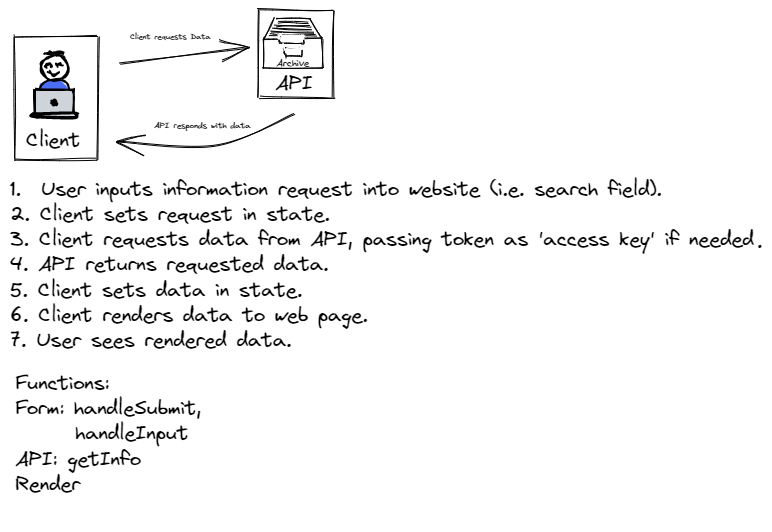 Client requests Data
Archive
API
Client
API responds with data
1. User inputs information request into website (i.e. search field).
2. Client sets request in state.
3. Client requests data from API, passing token as 'access key' if needed.
4. API returns requested data.
5. Client sets data in state.
6. Client renders data to web page.
7. User sees rendered data.
Functions:
Form: handleSubmit,
handleInput
API: getInfo
Render